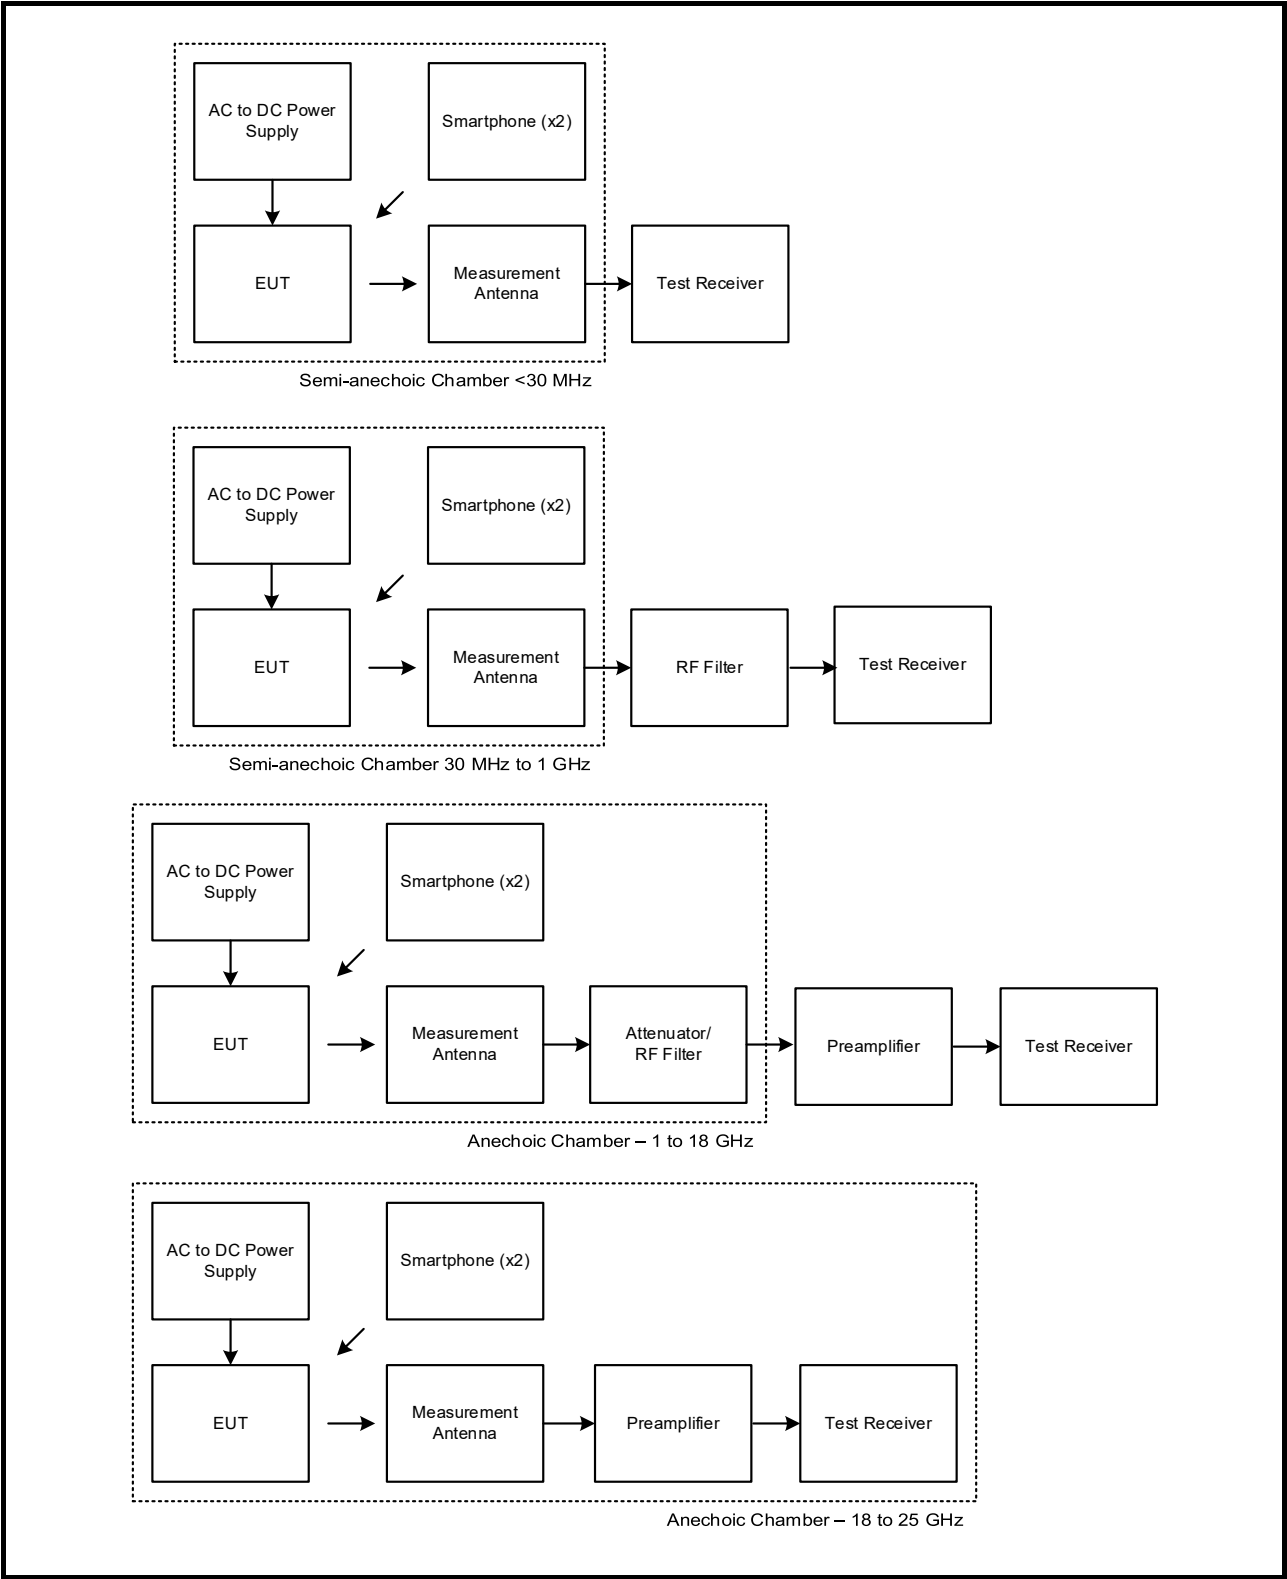 AC to DC Power
Supply
Smartphone (x2)
EUT
Measurement
Antenna
Test Receiver
Semi-anechoic Chamber <30 MHz
AC to DC Power
Supply
Smartphone (x2)
EUT
Measurement
Antenna
RF Filter
Test Receiver
Semi-anechoic Chamber 30 MHz to 1 GHz
AC to DC Power
Supply
Smartphone (x2)
EUT
Measurement
Antenna
Attenuator/
RF Filter
Preamplifier
Test Receiver
Anechoic Chamber – 1 to 18 GHz
AC to DC Power
Supply
Smartphone (x2)
EUT
Measurement
Antenna
Preamplifier
Test Receiver
Anechoic Chamber – 18 to 25 GHz